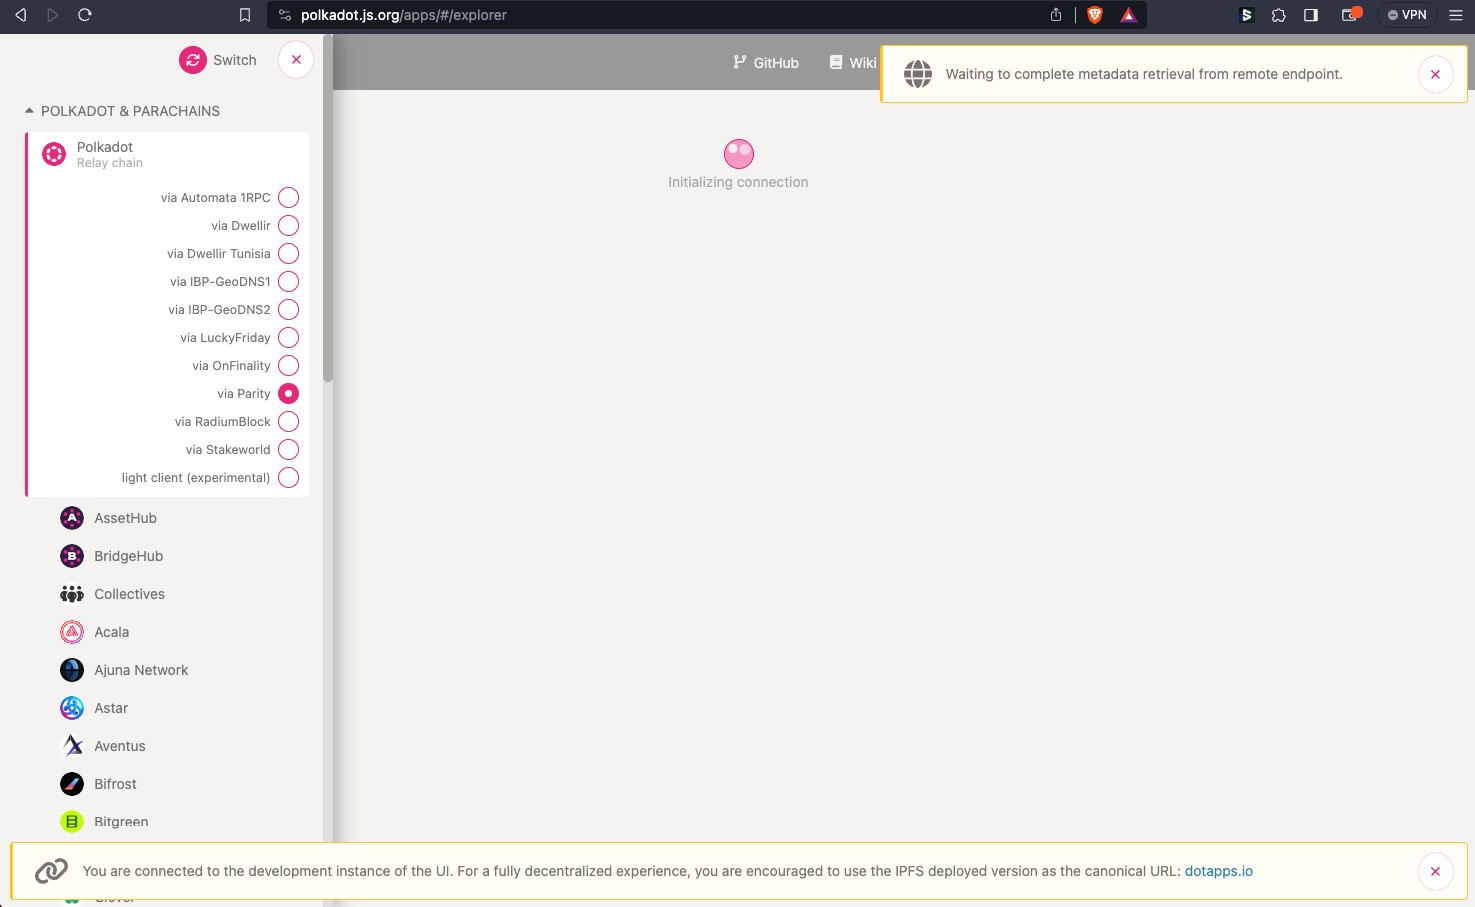 polkadot.js.org/apps/#/explorer
VPN
Switch
GitHub
Wiki
Waiting to complete metadata retrieval from remote endpoint.
POLKADOT & PARACHAINS
Polkadot
Relay chain
Initializing connection
via Automata 1RPC
via Dwellir
via Dwellir Tunisia
via IBP-GeoDNS1
via IBP-GeoDNS2
via LuckyFriday
via OnFinality
via Parity
via RadiumBlock
via Stakeworld
light client (experimental)
AssetHub
BridgeHub
Collectives
Acala
Ajuna Network
Astar
Aventus
Bifrost
Bitgreen
You are connected to the development instance of the UI. For a fully decentralized experience, you are encouraged to use the IPFS deployed version as the canonical URL: dotapps.io